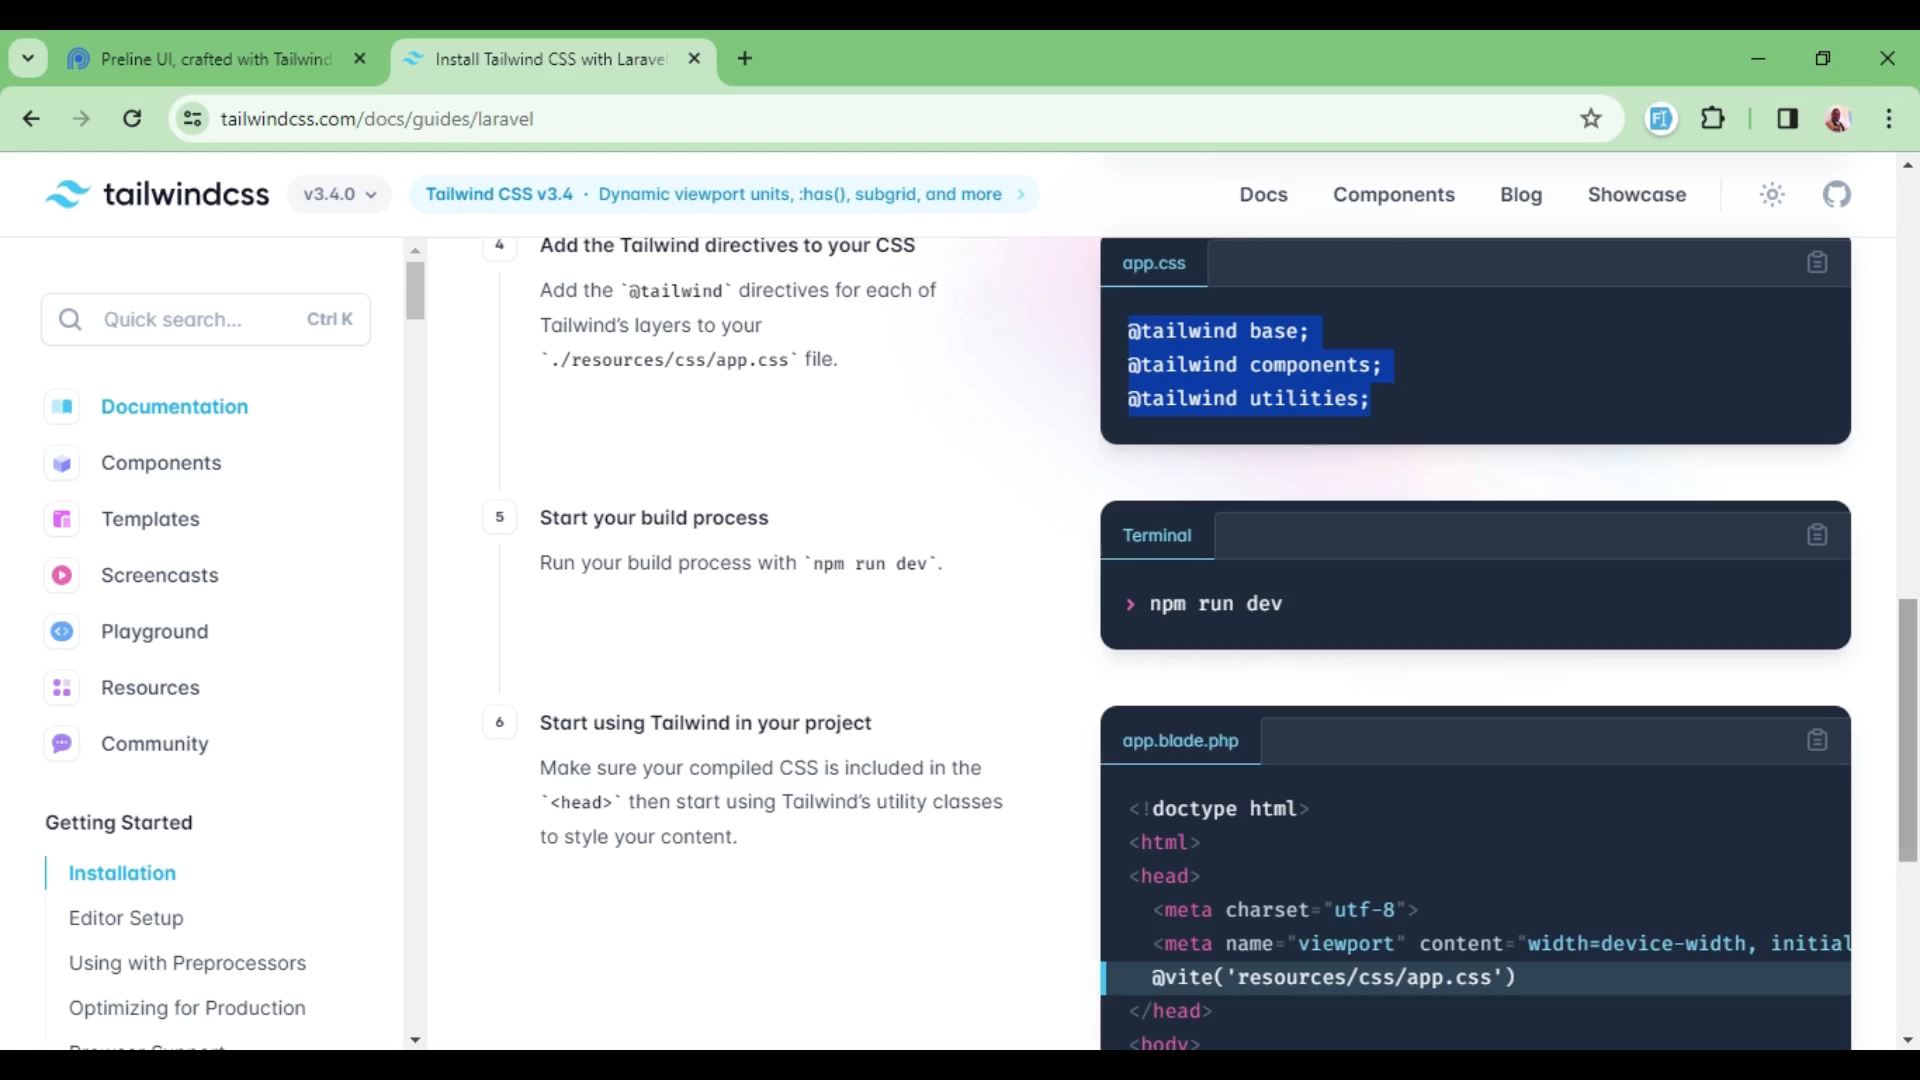 Preline UI, crafted with Tailwind
Install Tailwind CSS with Laravel
tailwindcss.com/docs/guides/laravel
tailwindcss
v3.4.0
Tailwind CSS v3.4 · Dynamic viewport units, :has(), subgrid, and more
Docs
Components
Blog
Showcase
Quick search...
Ctrl K
Documentation
Components
Templates
Screencasts
Playground
Resources
Community
Getting Started
Installation
Editor Setup
Using with Preprocessors
Optimizing for Production
Browser Support
4
Add the Tailwind directives to your CSS
Add the `@tailwind` directives for each of
Tailwind’s layers to your
`./resources/css/app.css` file.
app.css
@tailwind base;
@tailwind components;
@tailwind utilities;
5
Start your build process
Run your build process with `npm run dev`.
Terminal
> npm run dev
6
Start using Tailwind in your project
Make sure your compiled CSS is included in the
`<head>` then start using Tailwind’s utility classes
to style your content.
app.blade.php
<!doctype html>
<html>
<head>
<meta charset="utf-8">
<meta name="viewport" content="width=device-width, initial
@vite('resources/css/app.css')
</head>
<body>